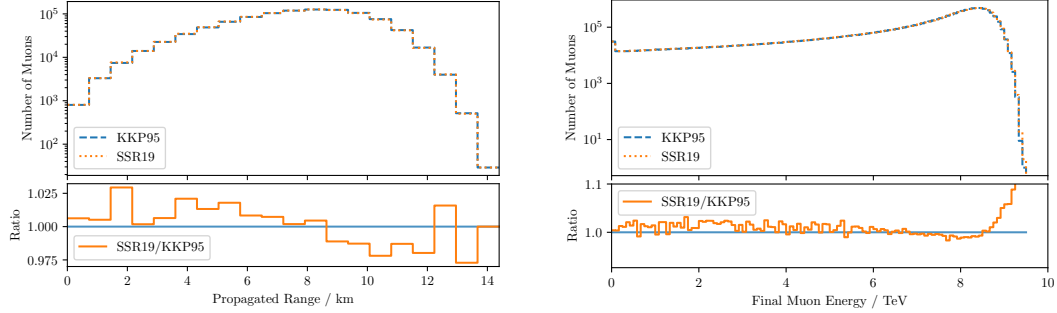 10^5
10^4
10^3
10^2
Number of Muons
KKP95
SSR19
1.025
1.000
0.975
Ratio
SSR19/KKP95
0 2 4 6 8 10 12 14
Propagated Range / km
10^5
10^3
10^1
Number of Muons
KKP95
SSR19
1.1
1.0
Ratio
SSR19/KKP95
0 2 4 6 8 10
Final Muon Energy / TeV